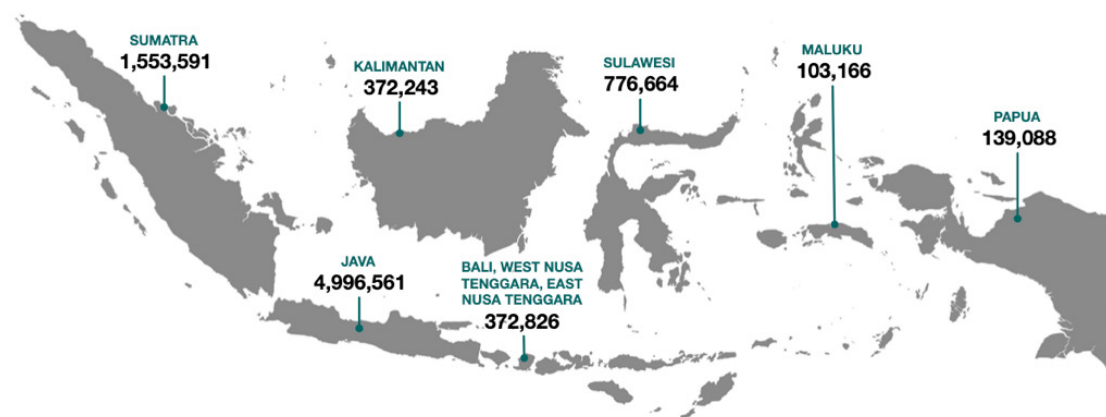 SUMATRA
1,553,591
KALIMANTAN
372,243
SULAWESI
776,664
MALUKU
103,166
PAPUA
139,088
JAVA
4,996,561
BALI, WEST NUSA
TENGGARA, EAST
NUSA TENGGARA
372,826